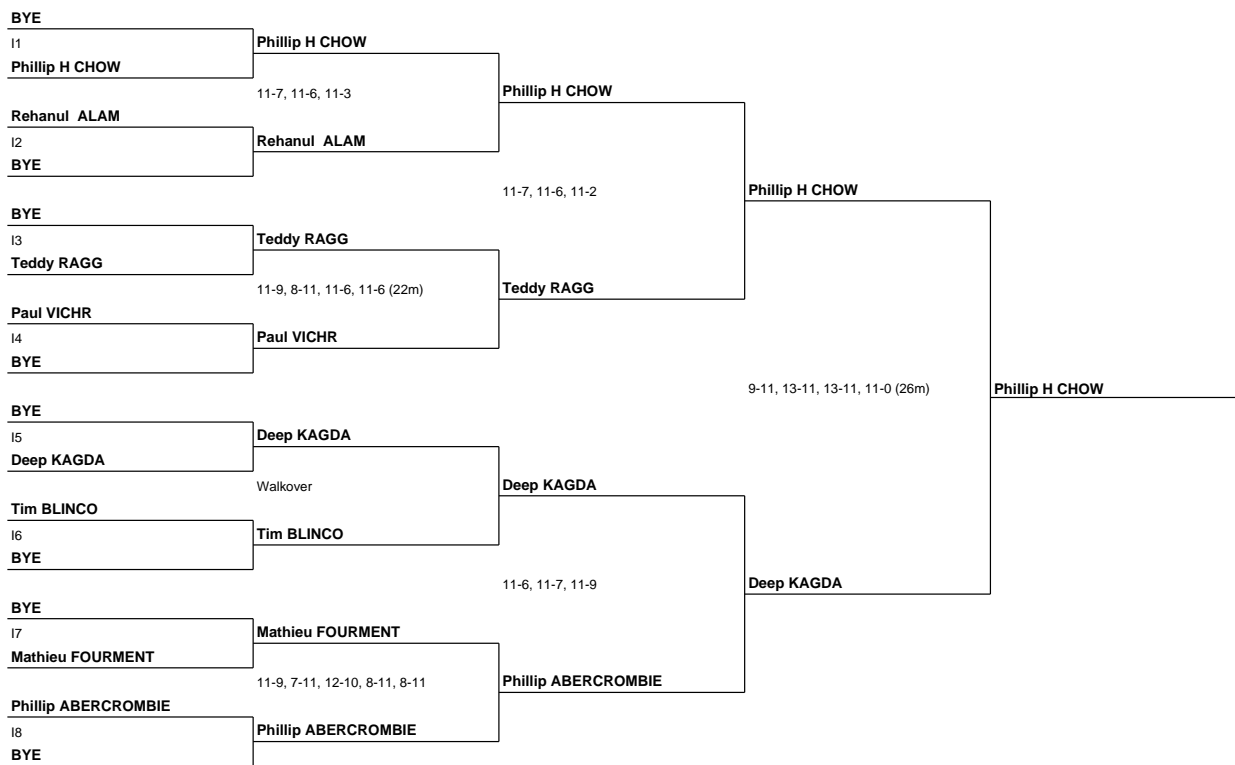 BYE
I1
Phillip H CHOW
Phillip H CHOW
11-7, 11-6, 11-3
Phillip H CHOW
Rehanul  ALAM
I2
Rehanul  ALAM
BYE
11-7, 11-6, 11-2
Phillip H CHOW
BYE
I3
Teddy RAGG
Teddy RAGG
11-9, 8-11, 11-6, 11-6 (22m)
Teddy RAGG
Paul VICHR
I4
Paul VICHR
BYE
9-11, 13-11, 13-11, 11-0 (26m)
Phillip H CHOW
BYE
I5
Deep KAGDA
Deep KAGDA
Walkover
Deep KAGDA
Tim BLINCO
I6
Tim BLINCO
BYE
11-6, 11-7, 11-9
Deep KAGDA
BYE
I7
Mathieu FOURMENT
Mathieu FOURMENT
11-9, 7-11, 12-10, 8-11, 8-11
Phillip ABERCROMBIE
Phillip ABERCROMBIE
I8
Phillip ABERCROMBIE
BYE